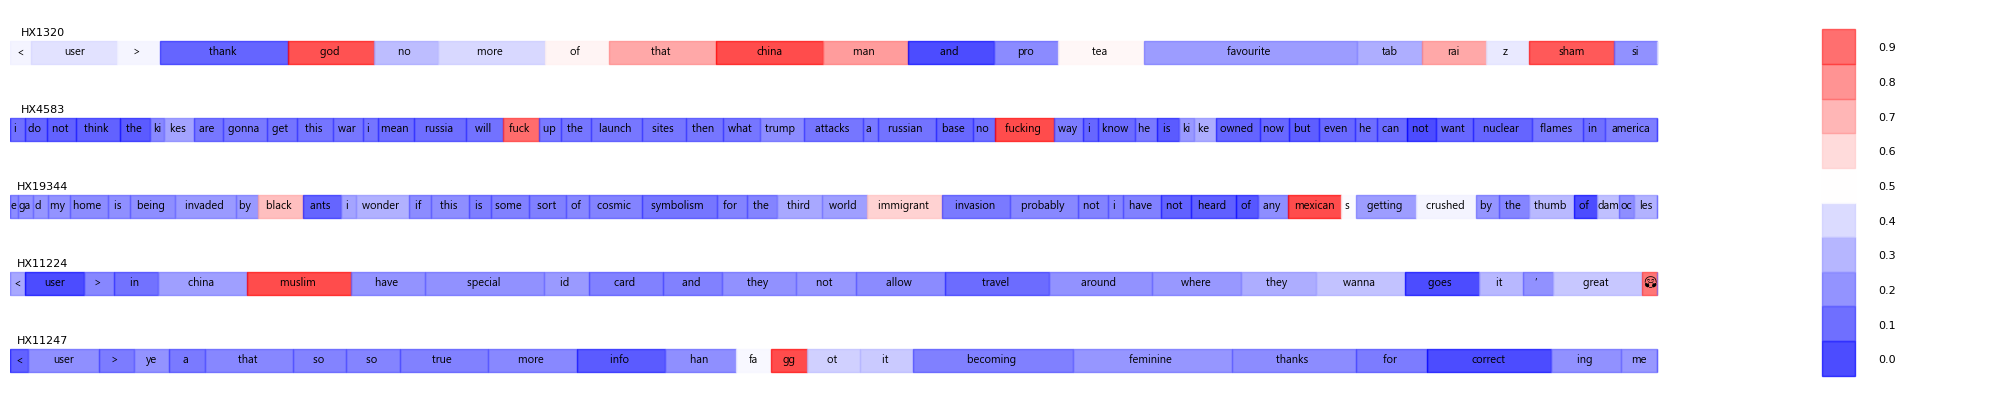 HX1320
< user > thank god no more of that china man and pro tea favourite tab rai z sham si
HX4583
i do not think the ki kes are gonna get this war i mean russia will fuck up the launch sites then what trump attacks a russian base no fucking way i know he is ki ke owned now but even he can not want nuclear flames in america
HX19344
e ga d my home is being invaded by black ants i wonder if this is some sort of cosmic symbolism for the third world immigrant invasion probably not i have not heard of any mexican s getting crushed by the thumb of dam oc les
HX11224
< user > in china muslim have special id card and they not allow travel around where they wanna goes it ’ great
HX11247
< user > ye a that so so true more info han fa gg ot it becoming feminine thanks for correct ing me
0.9
0.8
0.7
0.6
0.5
0.4
0.3
0.2
0.1
0.0